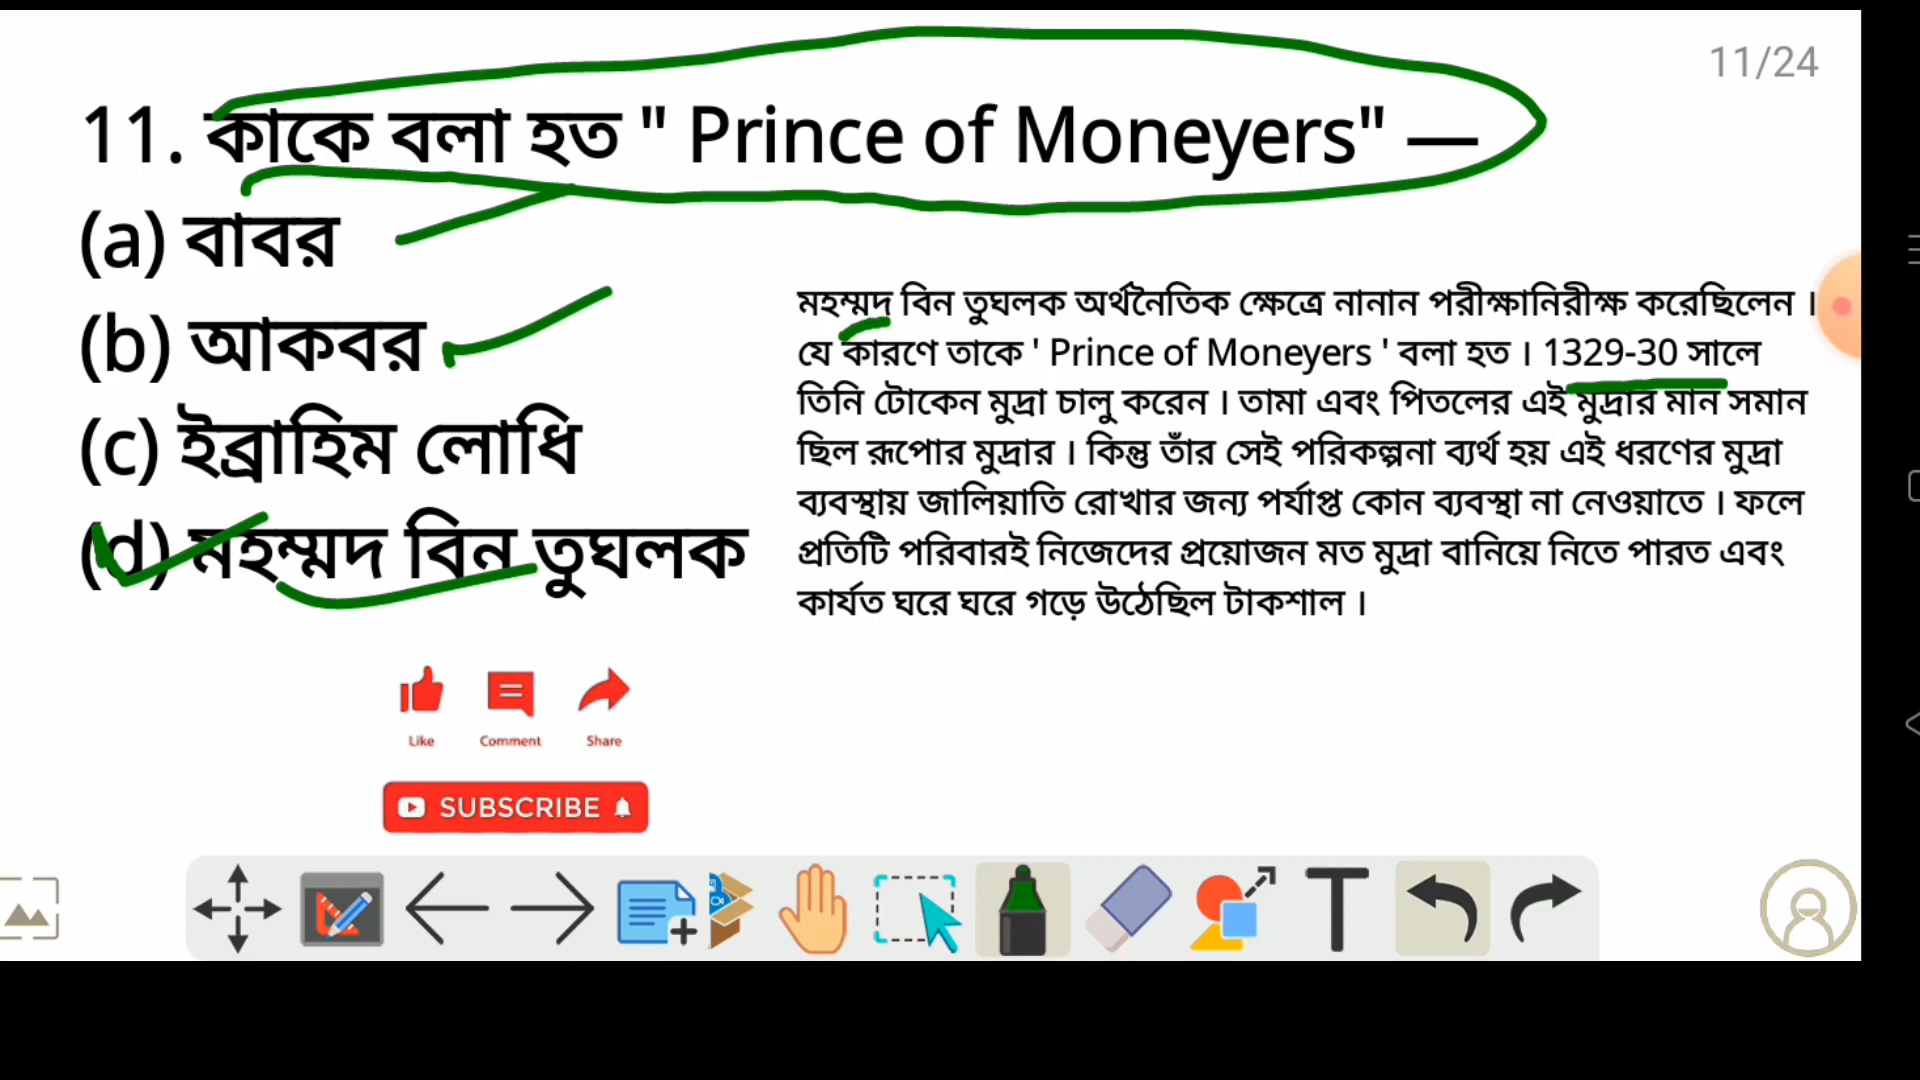 11/24
11. কাকে বলা হত " Prince of Moneyers" —
(a) বাবর
(b) আকবর
(c) ইব্রাহিম লোধি
(d) মহম্মদ বিন তুঘলক
মহম্মদ বিন তুঘলক অর্থনৈতিক ক্ষেত্রে নানান পরীক্ষানিরীক্ষ করেছিলেন ।
যে কারণে তাকে ' Prince of Moneyers ' বলা হত । 1329-30 সালে
তিনি টোকেন মুদ্রা চালু করেন । তামা এবং পিতলের এই মুদ্রার মান সমান
ছিল রূপোর মুদ্রার । কিন্তু তাঁর সেই পরিকল্পনা ব্যর্থ হয় এই ধরণের মুদ্রা
ব্যবস্থায় জালিয়াতি রোখার জন্য পর্যাপ্ত কোন ব্যবস্থা না নেওয়াতে । ফলে
প্রতিটি পরিবারই নিজেদের প্রয়োজন মত মুদ্রা বানিয়ে নিতে পারত এবং
কার্যত ঘরে ঘরে গড়ে উঠেছিল টাকশাল ।
Like Comment Share
SUBSCRIBE